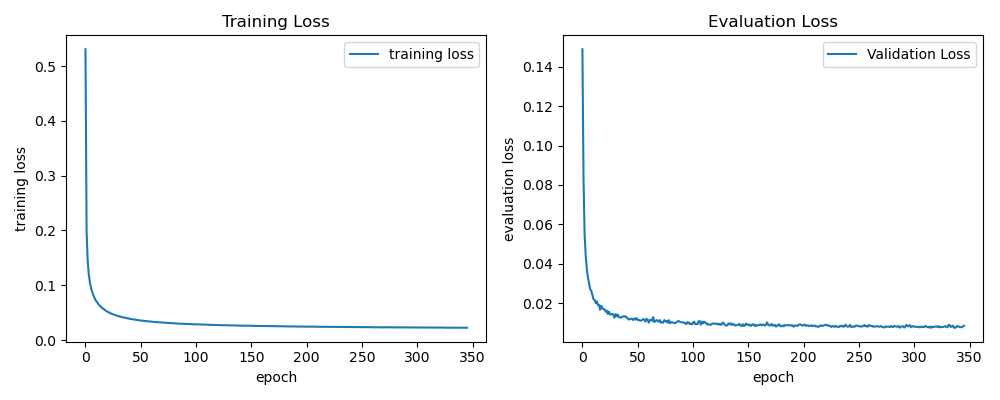 Training Loss
training loss
training loss
0.5
0.4
0.3
0.2
0.1
0.0
0 50 100 150 200 250 300 350
epoch
Evaluation Loss
Validation Loss
evaluation loss
0.14
0.12
0.10
0.08
0.06
0.04
0.02
0 50 100 150 200 250 300 350
epoch